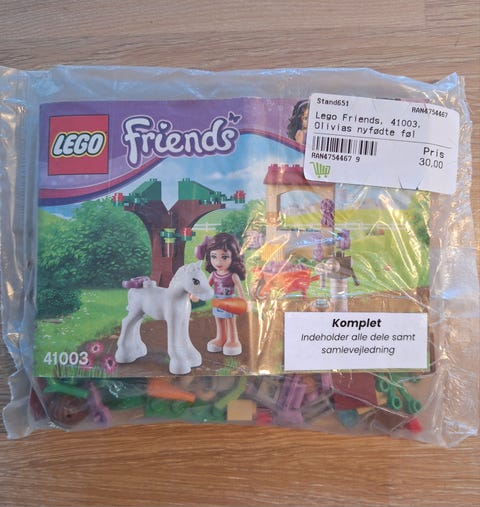 Stand651
RAN4754467
Lego Friends, 41003,
Olivias nyfødte føl
RAN4754467 9
Pris
30,00
LEGO
Friends
41003
Komplet
Indeholder alle dele samt
samlevejledning